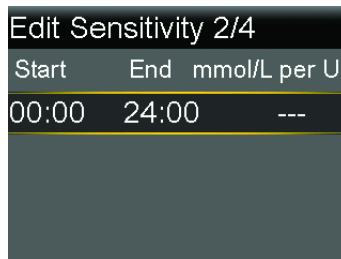 Edit Sensitivity 2/4
Start End mmol/L per U
00:00 24:00 ---